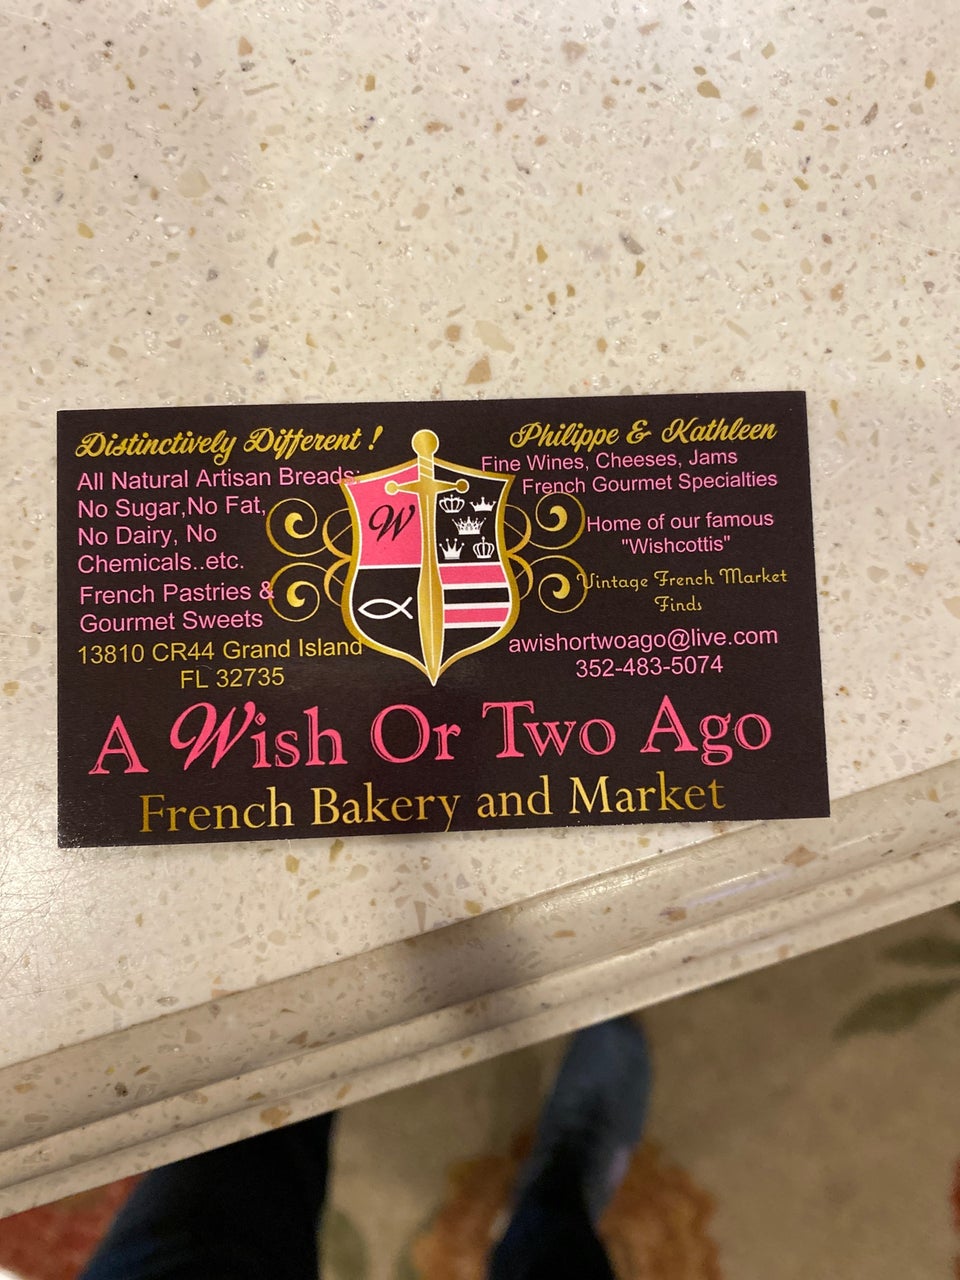 Distinctively Different !
All Natural Artisan Breads:
No Sugar,No Fat,
No Dairy, No
Chemicals..etc.
French Pastries &
Gourmet Sweets
13810 CR44 Grand Island
FL 32735
W
Philippe & Kathleen
Fine Wines, Cheeses, Jams
French Gourmet Specialties
Home of our famous
"Wishcottis"
Vintage French Market
Finds
awishortwoago@live.com
352-483-5074
A Wish Or Two Ago
French Bakery and Market